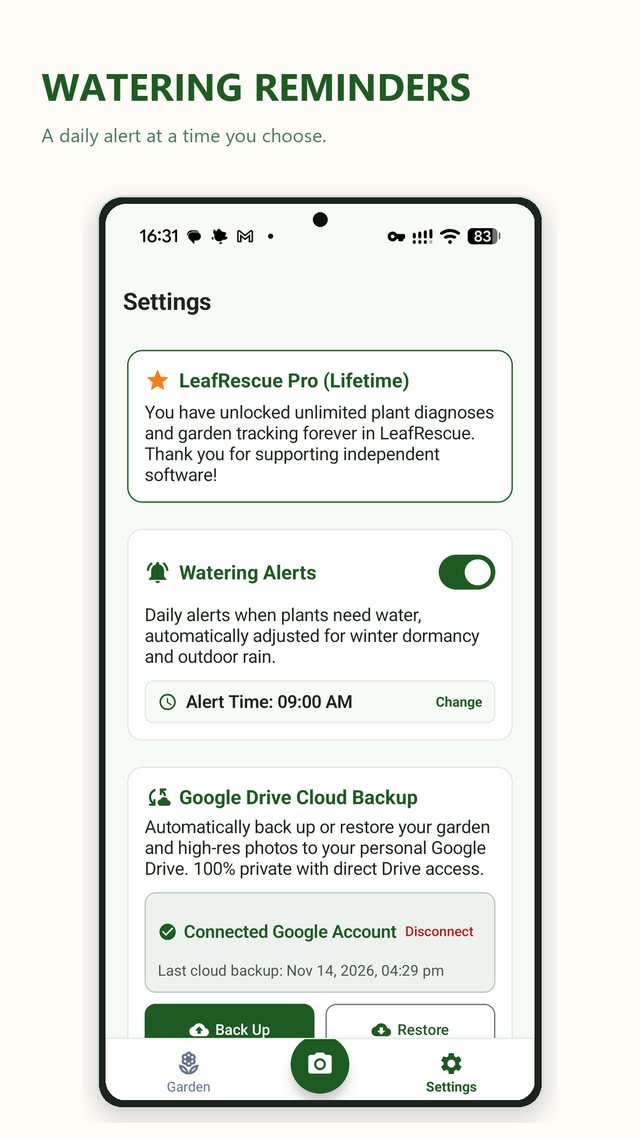 WATERING REMINDERS
A daily alert at a time you choose.
16:31
83
Settings
LeafRescue Pro (Lifetime)
You have unlocked unlimited plant diagnoses
and garden tracking forever in LeafRescue.
Thank you for supporting independent
software!
Watering Alerts
Daily alerts when plants need water,
automatically adjusted for winter dormancy
and outdoor rain.
Alert Time: 09:00 AM
Change
Google Drive Cloud Backup
Automatically back up or restore your garden
and high-res photos to your personal Google
Drive. 100% private with direct Drive access.
Connected Google Account
Disconnect
Last cloud backup: Nov 14, 2026, 04:29 pm
Back Up
Restore
Garden
Settings